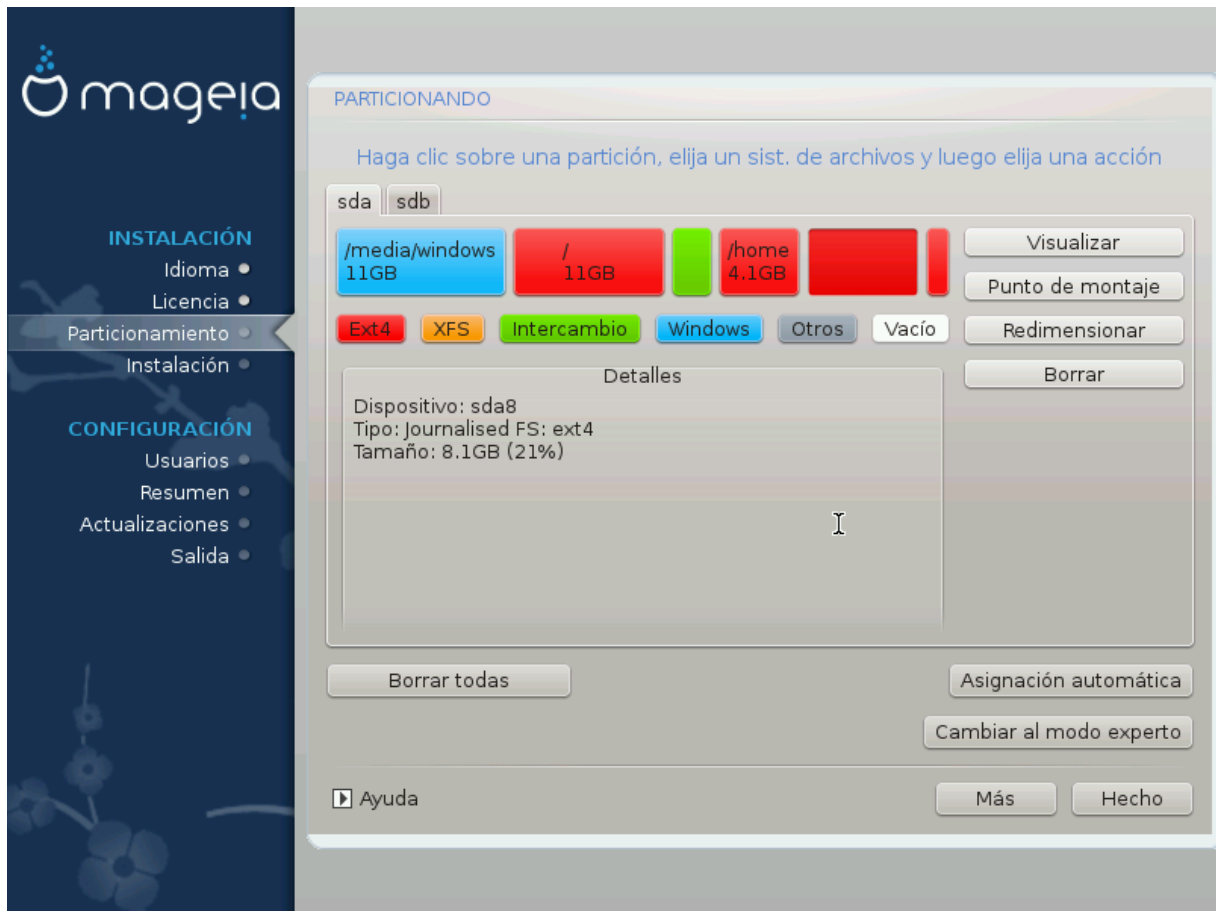 mageia
INSTALACIÓN
Idioma
Licencia
Particionamiento
Instalación
CONFIGURACIÓN
Usuarios
Resumen
Actualizaciones
Salida
PARTICIONANDO
Haga clic sobre una partición, elija un sist. de archivos y luego elija una acción
sda sdb
/media/windows
11GB
/
11GB
/home
4.1GB
Ext4 XFS Intercambio Windows Otros Vacío
Visualizar
Punto de montaje
Redimensionar
Borrar
Detalles
Dispositivo: sda8
Tipo: Journalised FS: ext4
Tamaño: 8.1GB (21%)
Borrar todas
Asignación automática
Cambiar al modo experto
Ayuda
Más
Hecho